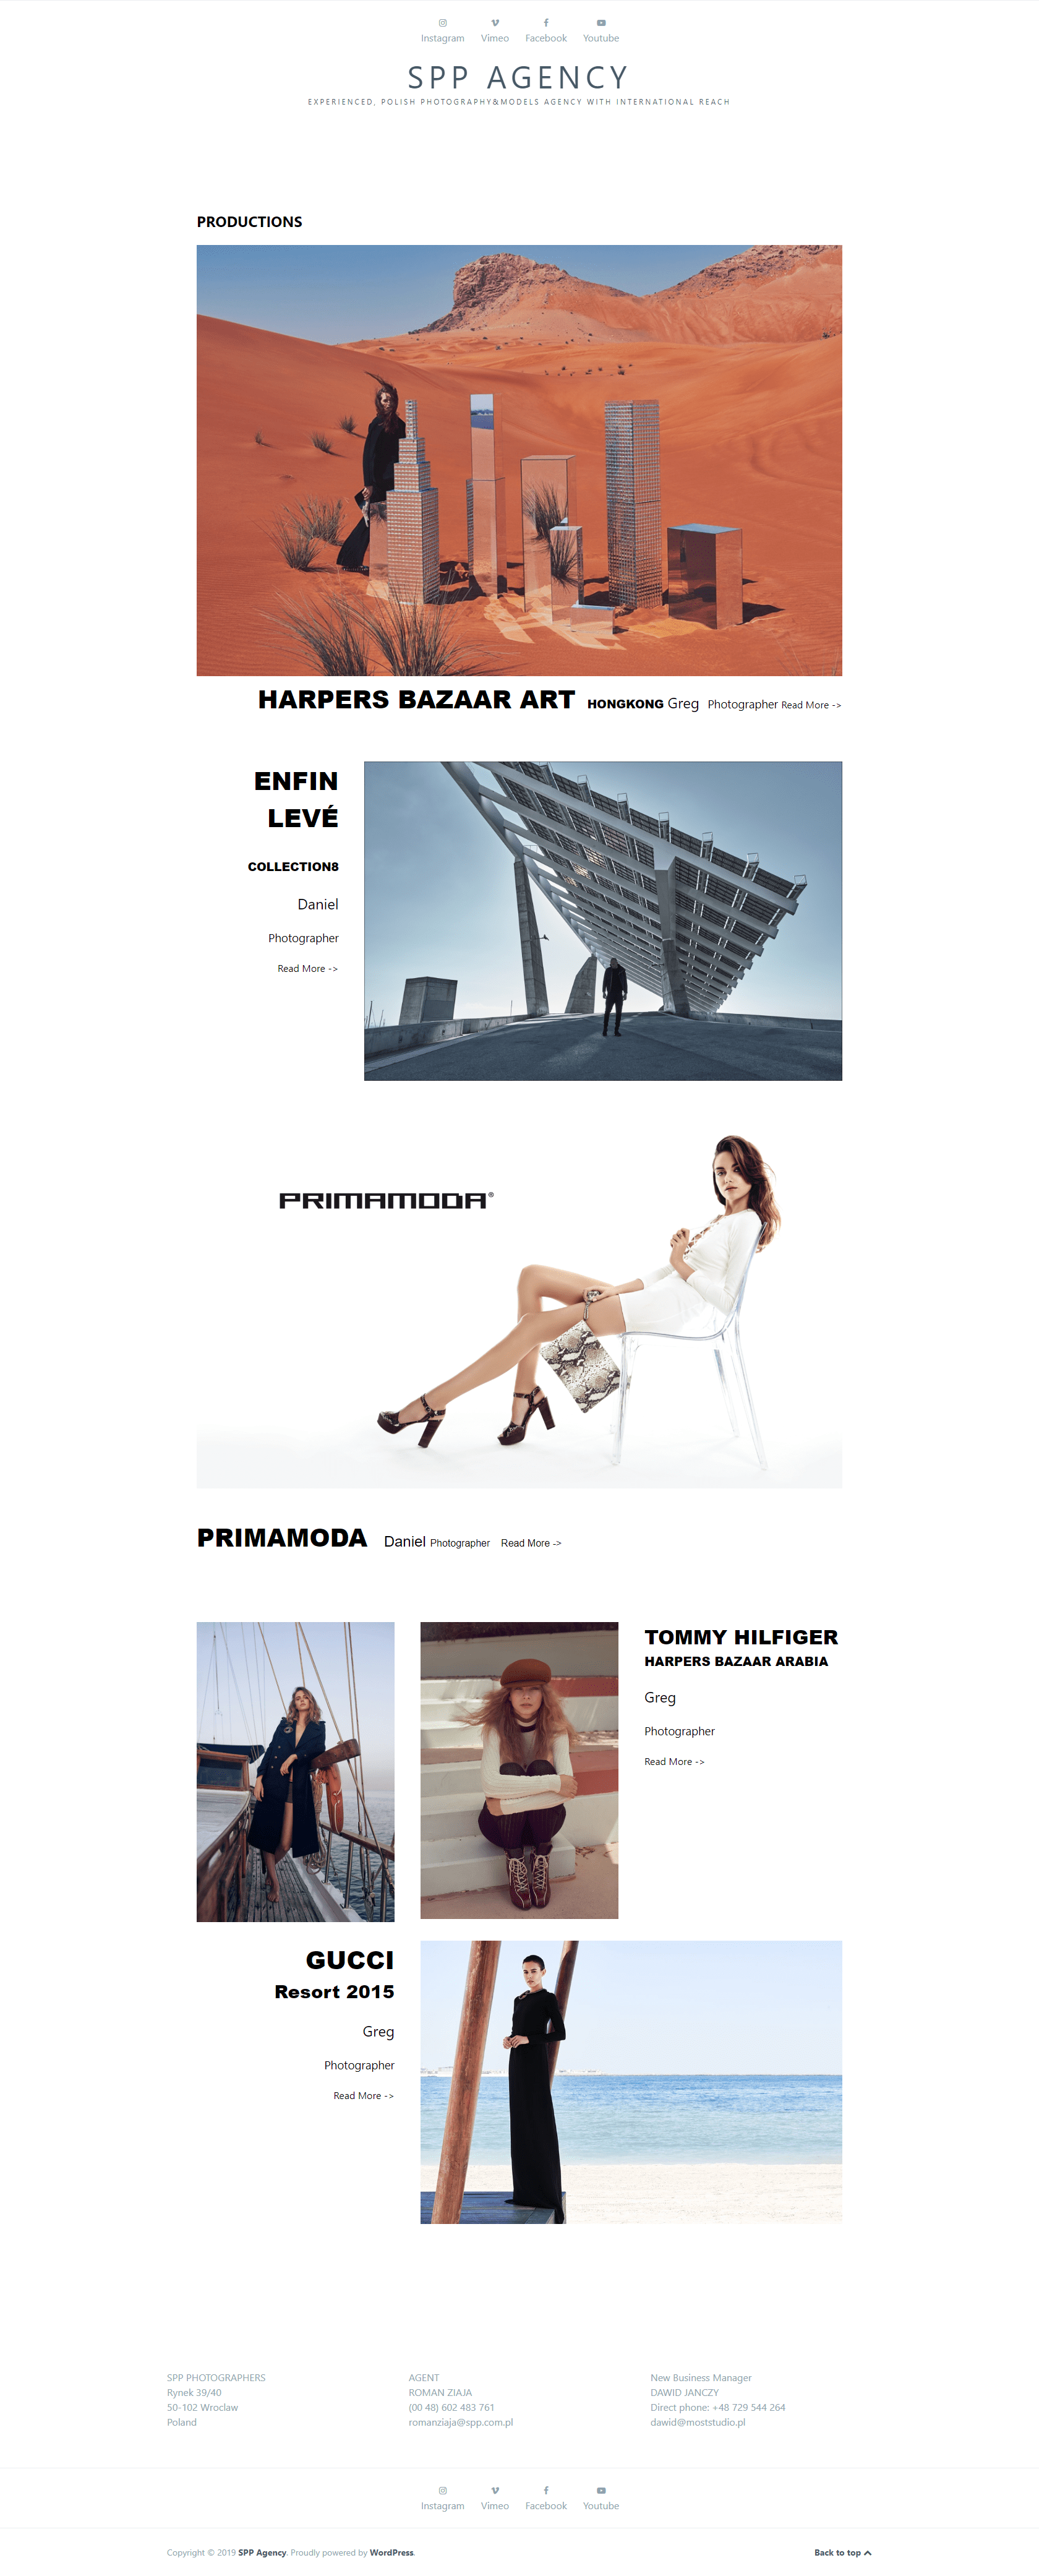 Instagram Vimeo Facebook Youtube
SPP AGENCY
EXPERIENCED, POLISH PHOTOGRAPHY&MODELS AGENCY WITH INTERNATIONAL REACH
PRODUCTIONS
HARPERS BAZAAR ART HONGKONG Greg Photographer Read More ->
ENFIN
LEVÉ
COLLECTION8
Daniel
Photographer
Read More ->
PRIMAMODA®
PRIMAMODA Daniel Photographer Read More ->
TOMMY HILFIGER
HARPERS BAZAAR ARABIA
Greg
Photographer
Read More ->
GUCCI
Resort 2015
Greg
Photographer
Read More ->
SPP PHOTOGRAPHERS
Rynek 39/40
50-102 Wroclaw
Poland
AGENT
ROMAN ZIAJA
(00 48) 602 483 761
romanziaja@spp.com.pl
New Business Manager
DAWID JANCZY
Direct phone: +48 729 544 264
dawid@moststudio.pl
Instagram Vimeo Facebook Youtube
Copyright © 2019 SPP Agency. Proudly powered by WordPress.
Back to top